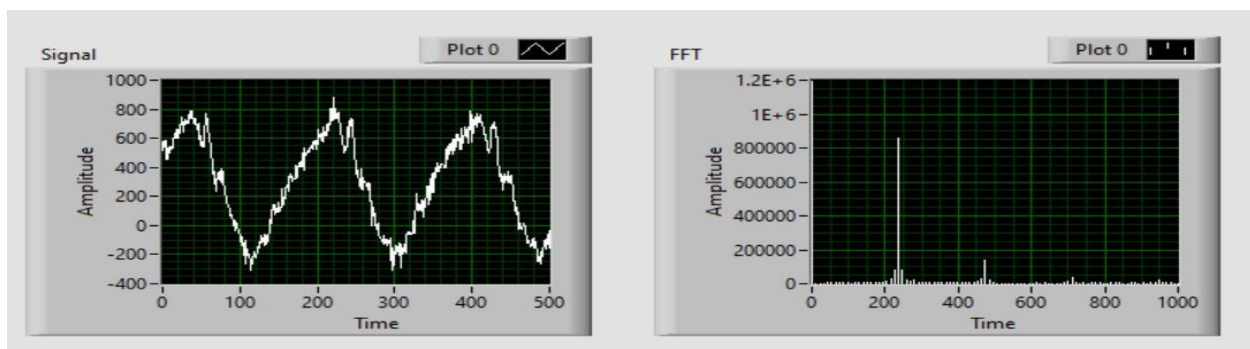 Signal
Plot 0
1000
800
600
400
200
0
-200
-400
Amplitude
0 100 200 300 400 500
Time
FFT
Plot 0
1.2E+6
1E+6
800000
600000
400000
200000
0
Amplitude
0 200 400 600 800 1000
Time